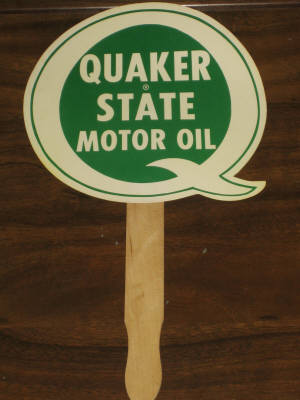 QUAKER
®
STATE
MOTOR OIL